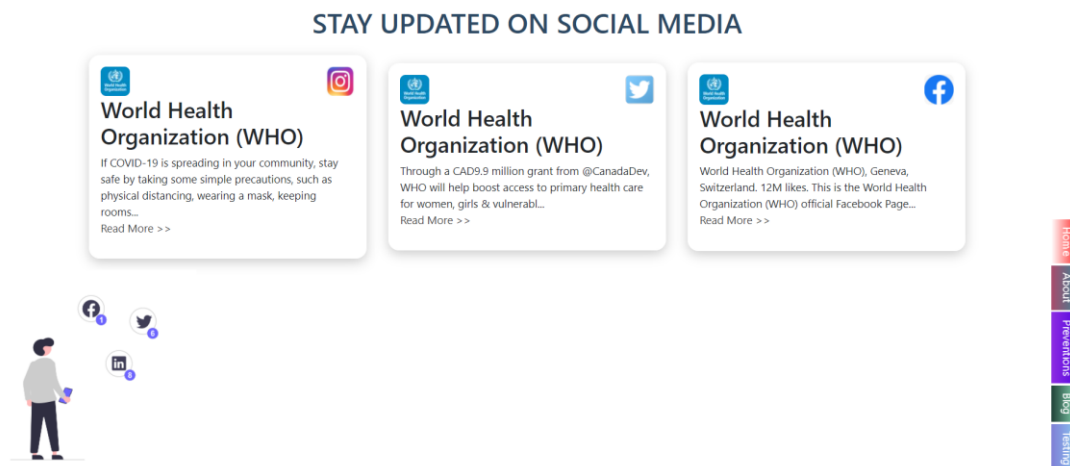 STAY UPDATED ON SOCIAL MEDIA
World Health
Organization (WHO)
If COVID-19 is spreading in your community, stay
safe by taking some simple precautions, such as
physical distancing, wearing a mask, keeping
rooms...
Read More >>
World Health
Organization (WHO)
Through a CAD9.9 million grant from @CanadaDev,
WHO will help boost access to primary health care
for women, girls & vulnerabl...
Read More >>
World Health
Organization (WHO)
World Health Organization (WHO), Geneva,
Switzerland. 12M likes. This is the World Health
Organization (WHO) official Facebook Page...
Read More >>
Home
About
Preventions
Blog
Testing
1
6
in
8